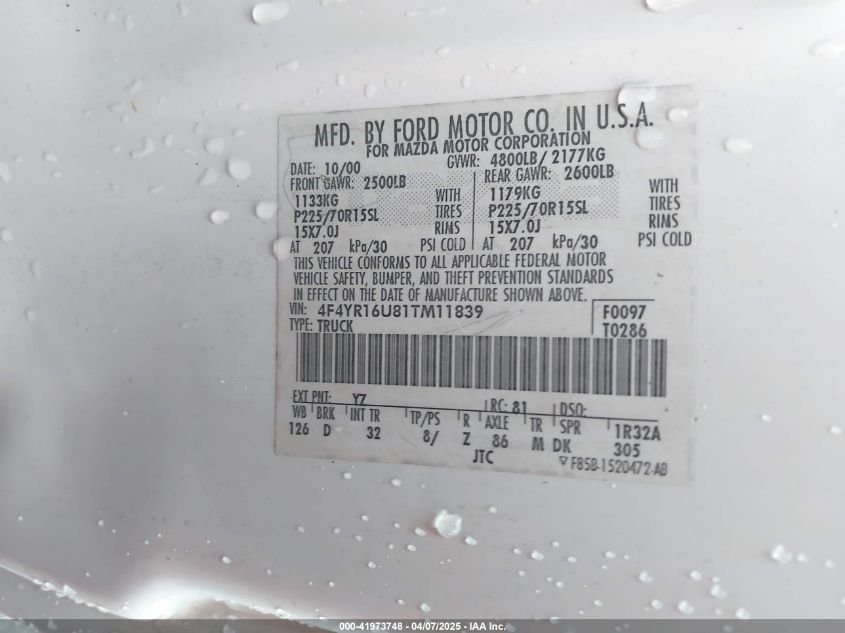 MFD. BY FORD MOTOR CO. IN U.S.A.
FOR MAZDA MOTOR CORPORATION
DATE: 10/00 GVWR: 4800LB/ 2177KG
FRONT GAWR: 2500LB REAR GAWR: 2600LB
1133KG WITH 1179KG WITH
P225/70R15SL TIRES P225/70R15SL TIRES
15X7.0J RIMS 15X7.0J RIMS
AT 207 kPa/30 PSI COLD AT 207 kPa/30 PSI COLD
THIS VEHICLE CONFORMS TO ALL APPLICABLE FEDERAL MOTOR
VEHICLE SAFETY, BUMPER, AND THEFT PREVENTION STANDARDS
IN EFFECT ON THE DATE OF MANUFACTURE SHOWN ABOVE.
VIN: 4F4YR16U81TM11839 F0097
TYPE: TRUCK T0286
EXT PNT: YZ RC: 81 DSO:
WB BRK INT TR TP/PS R AXLE TR SPR 1R32A
126 D 32 8/ Z 86 M DK 305
JTC F85B-1520472-AB
000-41973748 - 04/07/2025 - IAA Inc.